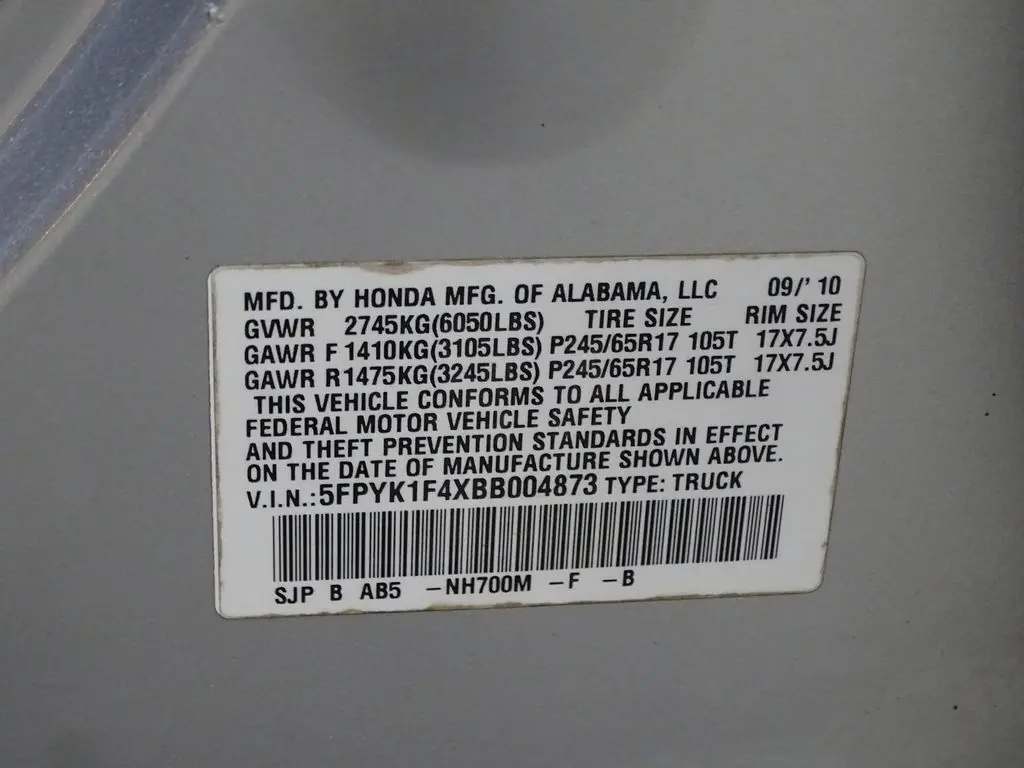 MFD. BY HONDA MFG. OF ALABAMA, LLC 09/'10
GVWR 2745KG(6050LBS) TIRE SIZE RIM SIZE
GAWR F 1410KG(3105LBS) P245/65R17 105T 17X7.5J
GAWR R 1475KG(3245LBS) P245/65R17 105T 17X7.5J
THIS VEHICLE CONFORMS TO ALL APPLICABLE
FEDERAL MOTOR VEHICLE SAFETY
AND THEFT PREVENTION STANDARDS IN EFFECT
ON THE DATE OF MANUFACTURE SHOWN ABOVE.
V.I.N.:5FPYK1F4XBB004873 TYPE: TRUCK
SJP B AB5 -NH700M -F -B